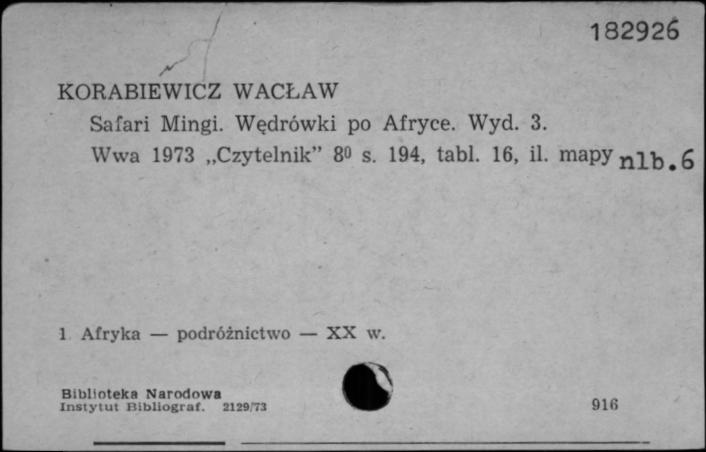 182926
KORABIEWICZ WACŁAW
Safari Mingi. Wędrówki po Afryce. Wyd. 3.
Wwa 1973 „Czytelnik” 8⁰ s. 194, tabl. 16, il. mapy nlb.6
1. Afryka — podróżnictwo — XX w.
Biblioteka Narodowa
Instytut Bibliograf. 2129/73
916